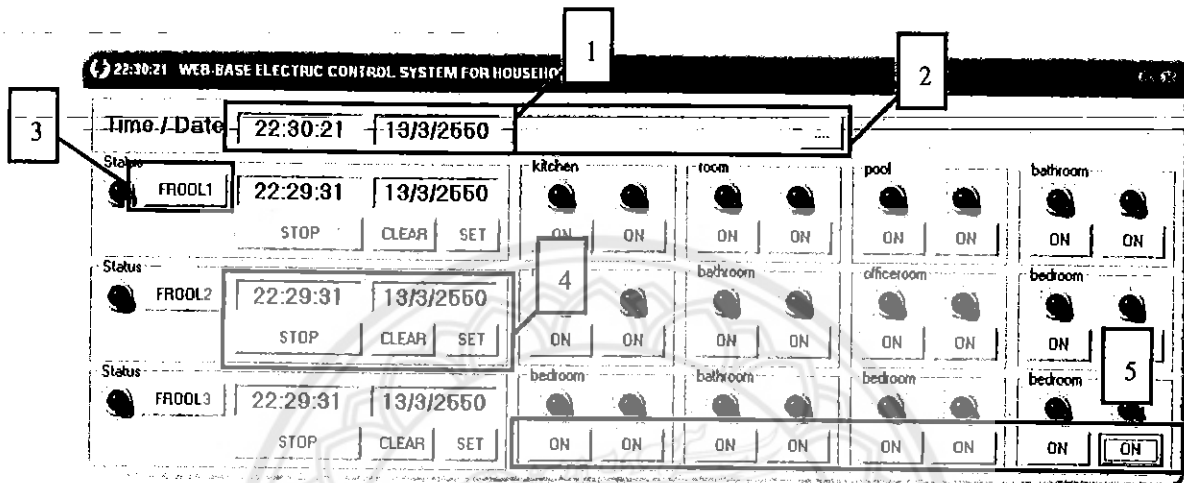 1
22:30:21 WEB-BASE ELECTRIC CONTROL SYSTEM FOR HOUSEHO
2
3
Time / Date 22:30:21 13/3/2550 ...
Status kitchen room pool bathroom
FROOL1 22:29:31 13/3/2550
STOP CLEAR SET ON ON ON ON ON ON ON ON
Status bathroom officeroom bedroom
FROOL2 22:29:31 13/3/2550 4
STOP CLEAR SET ON ON ON ON ON ON ON
5
Status bedroom bathroom bedroom bedroom
FROOL3 22:29:31 13/3/2550
STOP CLEAR SET ON ON ON ON ON ON ON ON